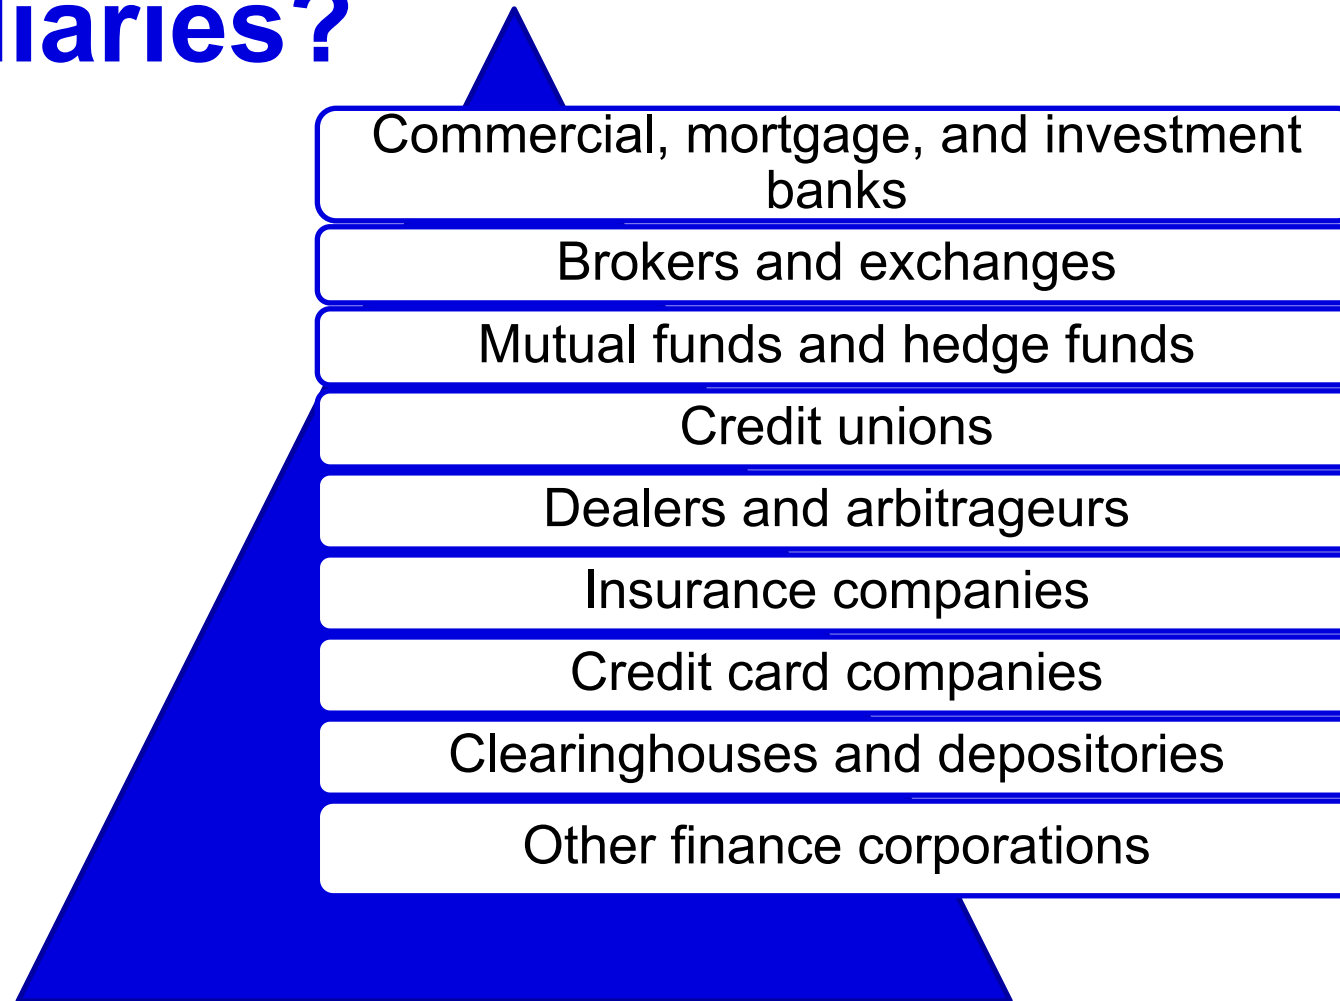 diaries?
Commercial, mortgage, and investment
banks
Brokers and exchanges
Mutual funds and hedge funds
Credit unions
Dealers and arbitrageurs
Insurance companies
Credit card companies
Clearinghouses and depositories
Other finance corporations